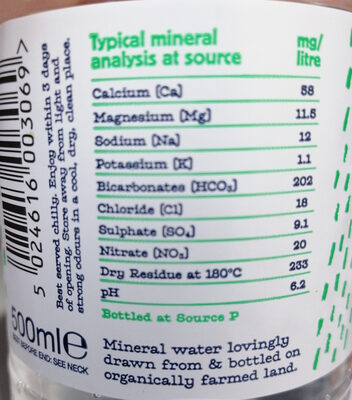 Typical mineral mg/
analysis at source litre
Calcium (Ca) 58
Magnesium (Mg) 11.5
Sodium (Na) 12
Potassium (K) 1.1
Bicarbonates (HCO₃) 202
Chloride (Cl) 18
Sulphate (SO₄) 9.1
Nitrate (NO₃) 20
Dry Residue at 180°C 233
pH 6.2
Bottled at Source P
Mineral water lovingly
drawn from & bottled on
organically farmed land.
Best served chilly. Enjoy within 3 days
of opening. Store away from light and
strong odours in a cool, dry, clean place.
5 024616 003069 >
500ml e
BEST BEFORE END: SEE NECK